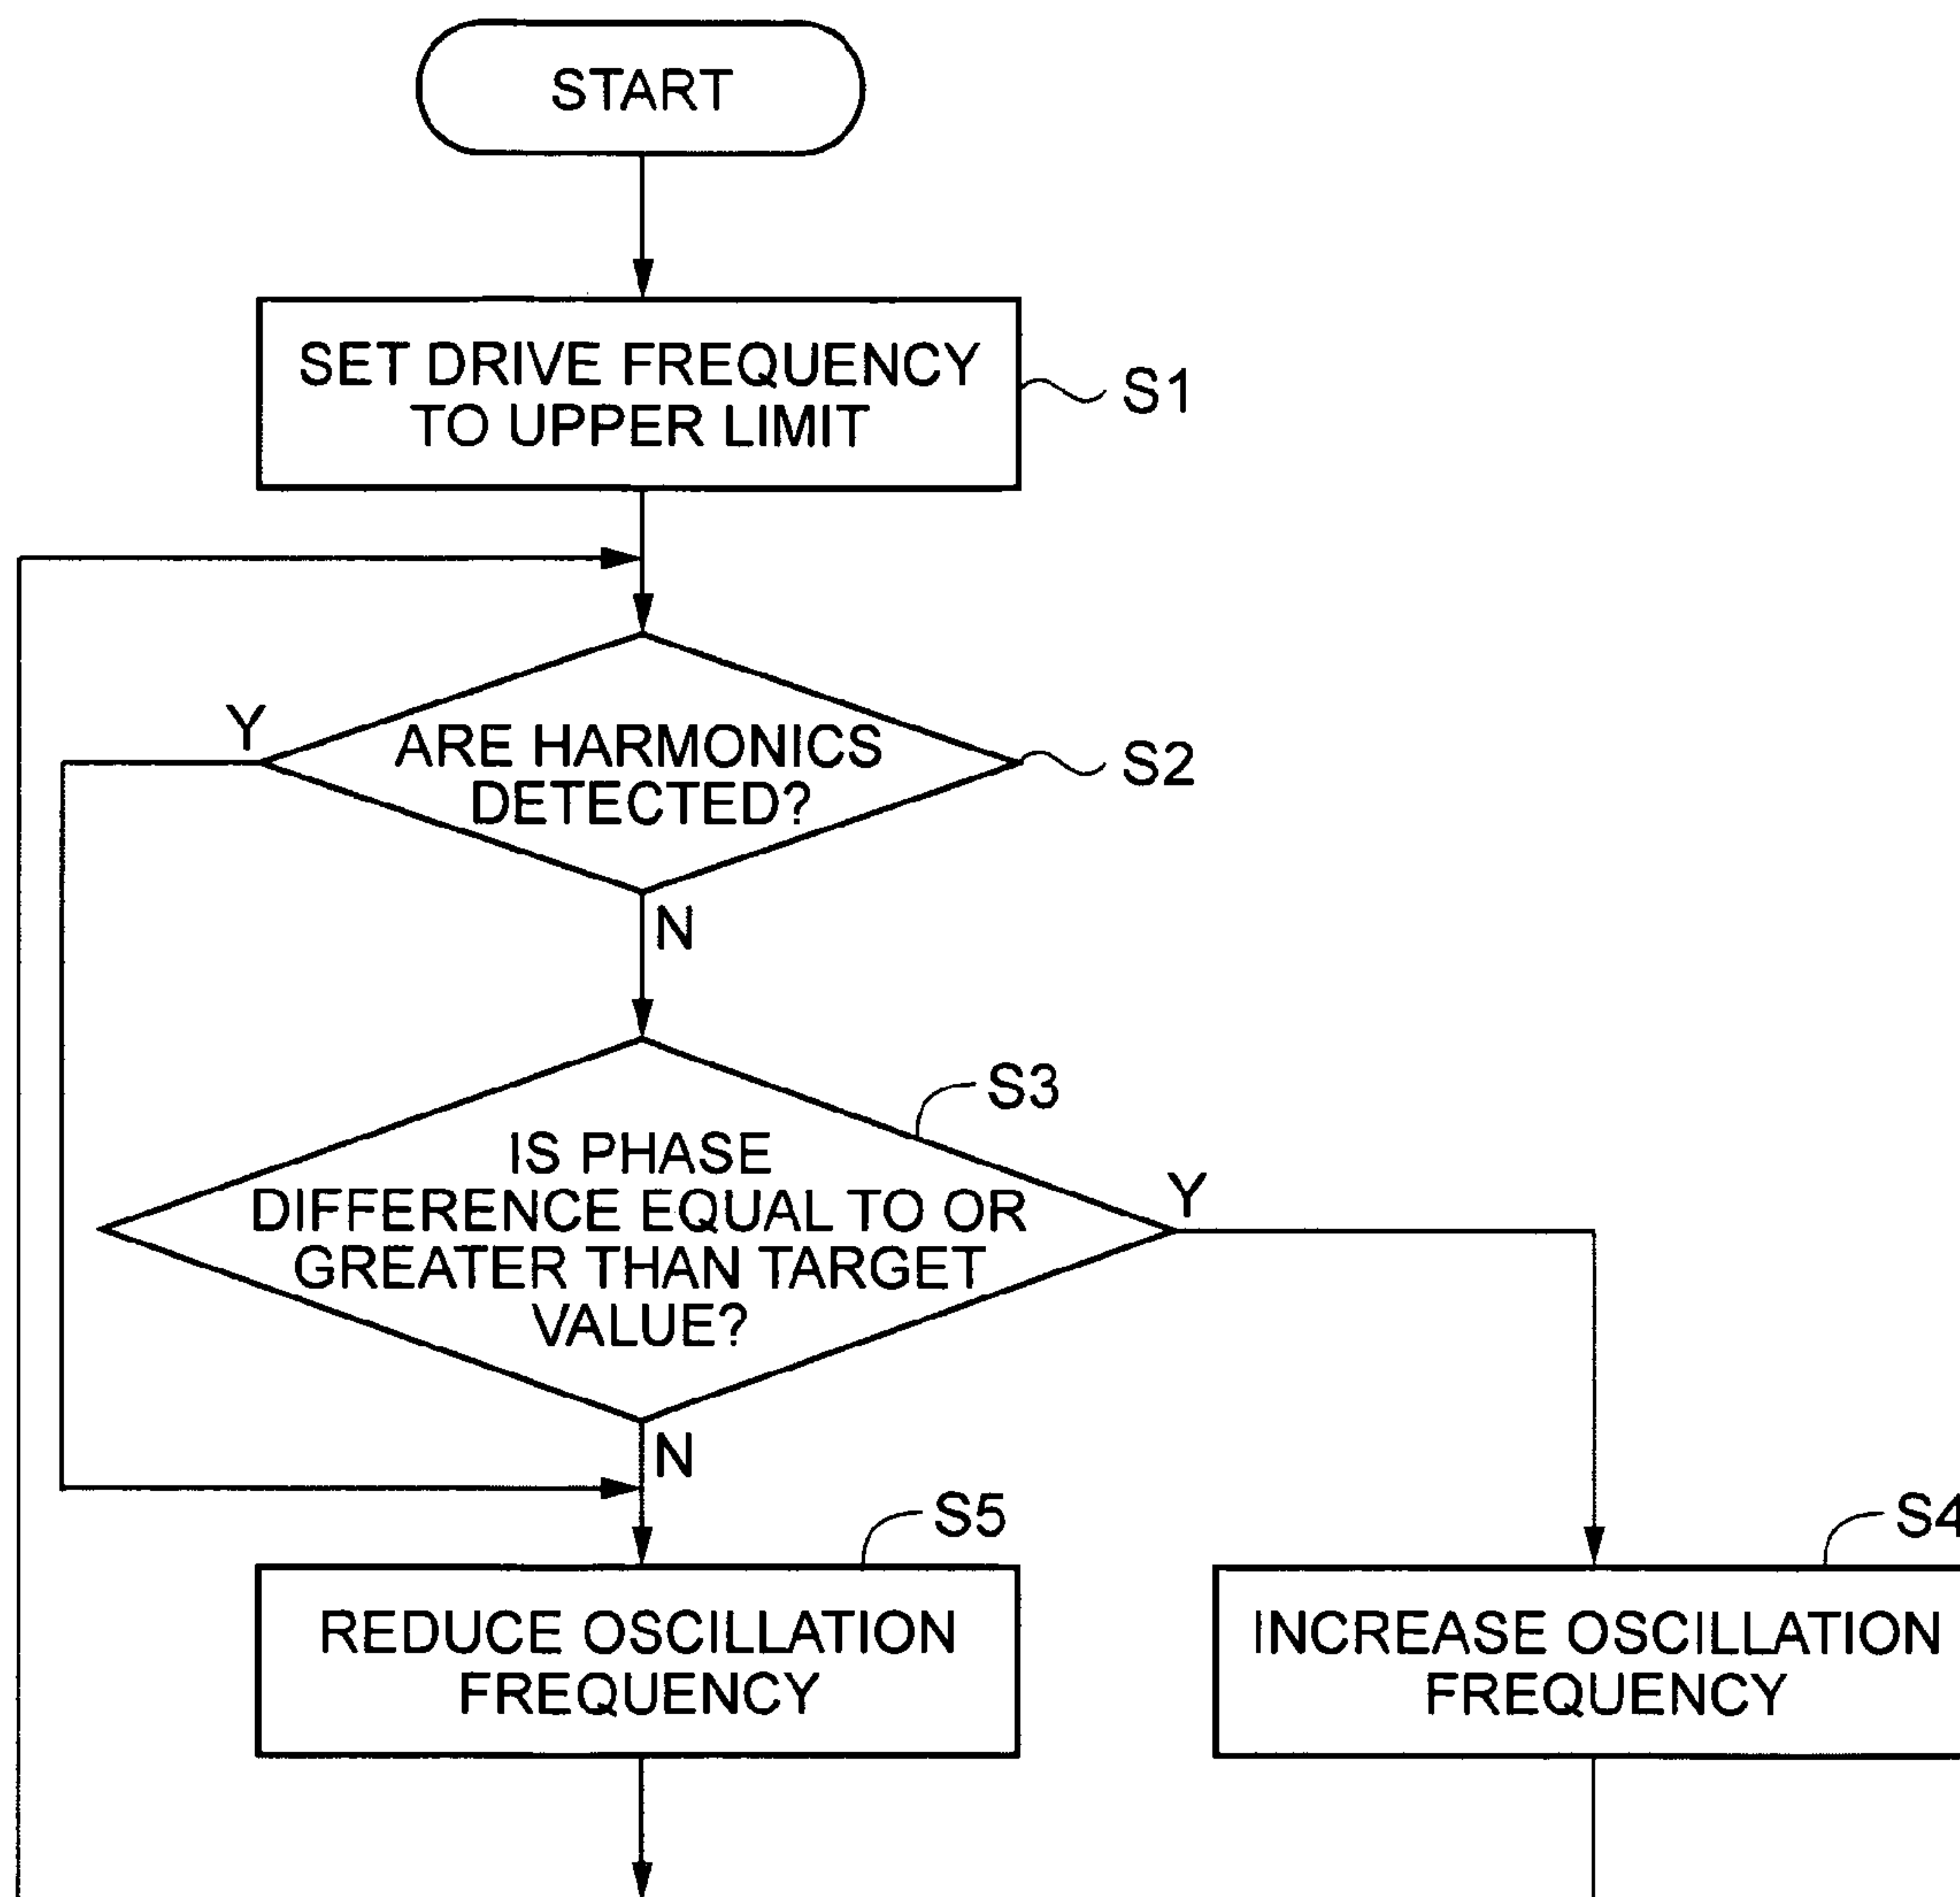 START
SET DRIVE FREQUENCY
TO UPPER LIMIT
S1
Y
ARE HARMONICS
DETECTED?
S2
N
S3
IS PHASE
DIFFERENCE EQUAL TO OR
GREATER THAN TARGET
VALUE?
Y
N
S5
S4
REDUCE OSCILLATION
FREQUENCY
INCREASE OSCILLATION
FREQUENCY